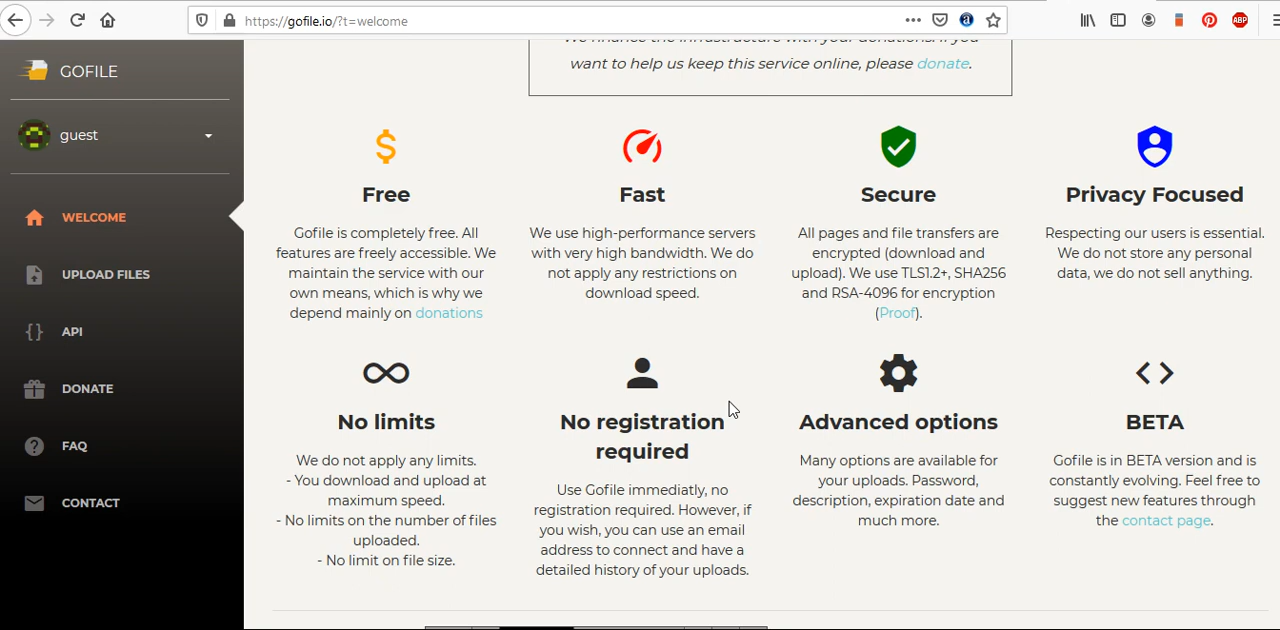 https://gofile.io/?t=welcome
ABP
GOFILE
guest
WELCOME
UPLOAD FILES
API
DONATE
FAQ
CONTACT
We finance the infrastructure with your donations. If you
want to help us keep this service online, please donate.
Free
Gofile is completely free. All
features are freely accessible. We
maintain the service with our
own means, which is why we
depend mainly on donations
Fast
We use high-performance servers
with very high bandwidth. We do
not apply any restrictions on
download speed.
Secure
All pages and file transfers are
encrypted (download and
upload). We use TLS1.2+, SHA256
and RSA-4096 for encryption
(Proof).
Privacy Focused
Respecting our users is essential.
We do not store any personal
data, we do not sell anything.
No limits
We do not apply any limits.
- You download and upload at
maximum speed.
- No limits on the number of files
uploaded.
- No limit on file size.
No registration
required
Use Gofile immediatly, no
registration required. However, if
you wish, you can use an email
address to connect and have a
detailed history of your uploads.
Advanced options
Many options are available for
your uploads. Password,
description, expiration date and
much more.
BETA
Gofile is in BETA version and is
constantly evolving. Feel free to
suggest new features through
the contact page.